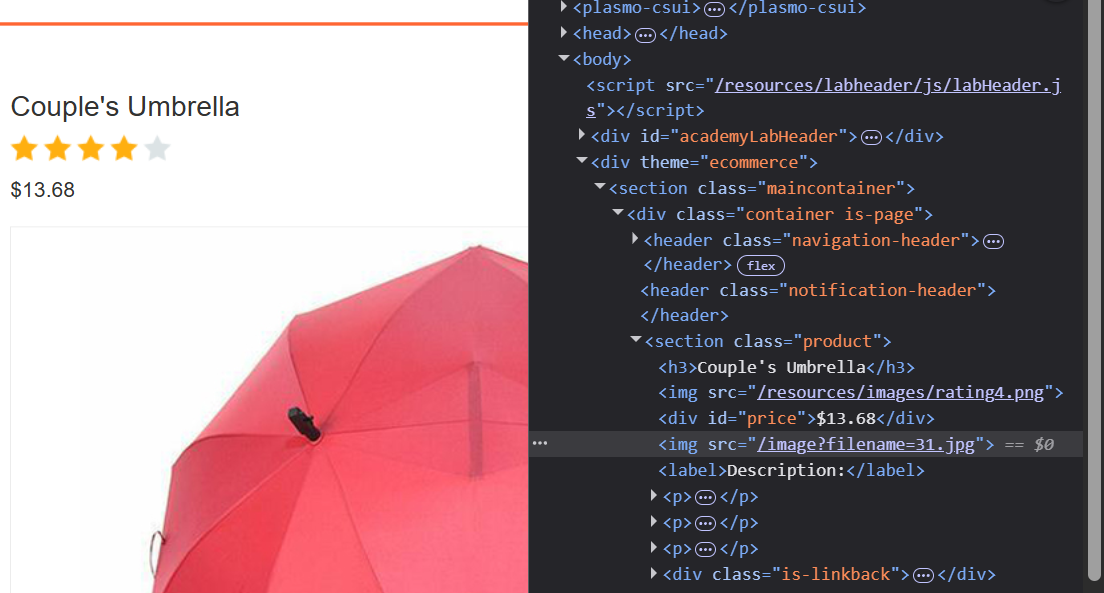 Couple's Umbrella
$13.68
<plasmo-csui>…</plasmo-csui>
<head>…</head>
<body>
<script src="/resources/labheader/js/labHeader.j
s"></script>
<div id="academyLabHeader">…</div>
<div theme="ecommerce">
<section class="maincontainer">
<div class="container is-page">
<header class="navigation-header">…
</header> flex
<header class="notification-header">
</header>
<section class="product">
<h3>Couple's Umbrella</h3>
<img src="/resources/images/rating4.png">
<div id="price">$13.68</div>
… <img src="/image?filename=31.jpg"> == $0
<label>Description:</label>
<p>…</p>
<p>…</p>
<p>…</p>
<div class="is-linkback">…</div>